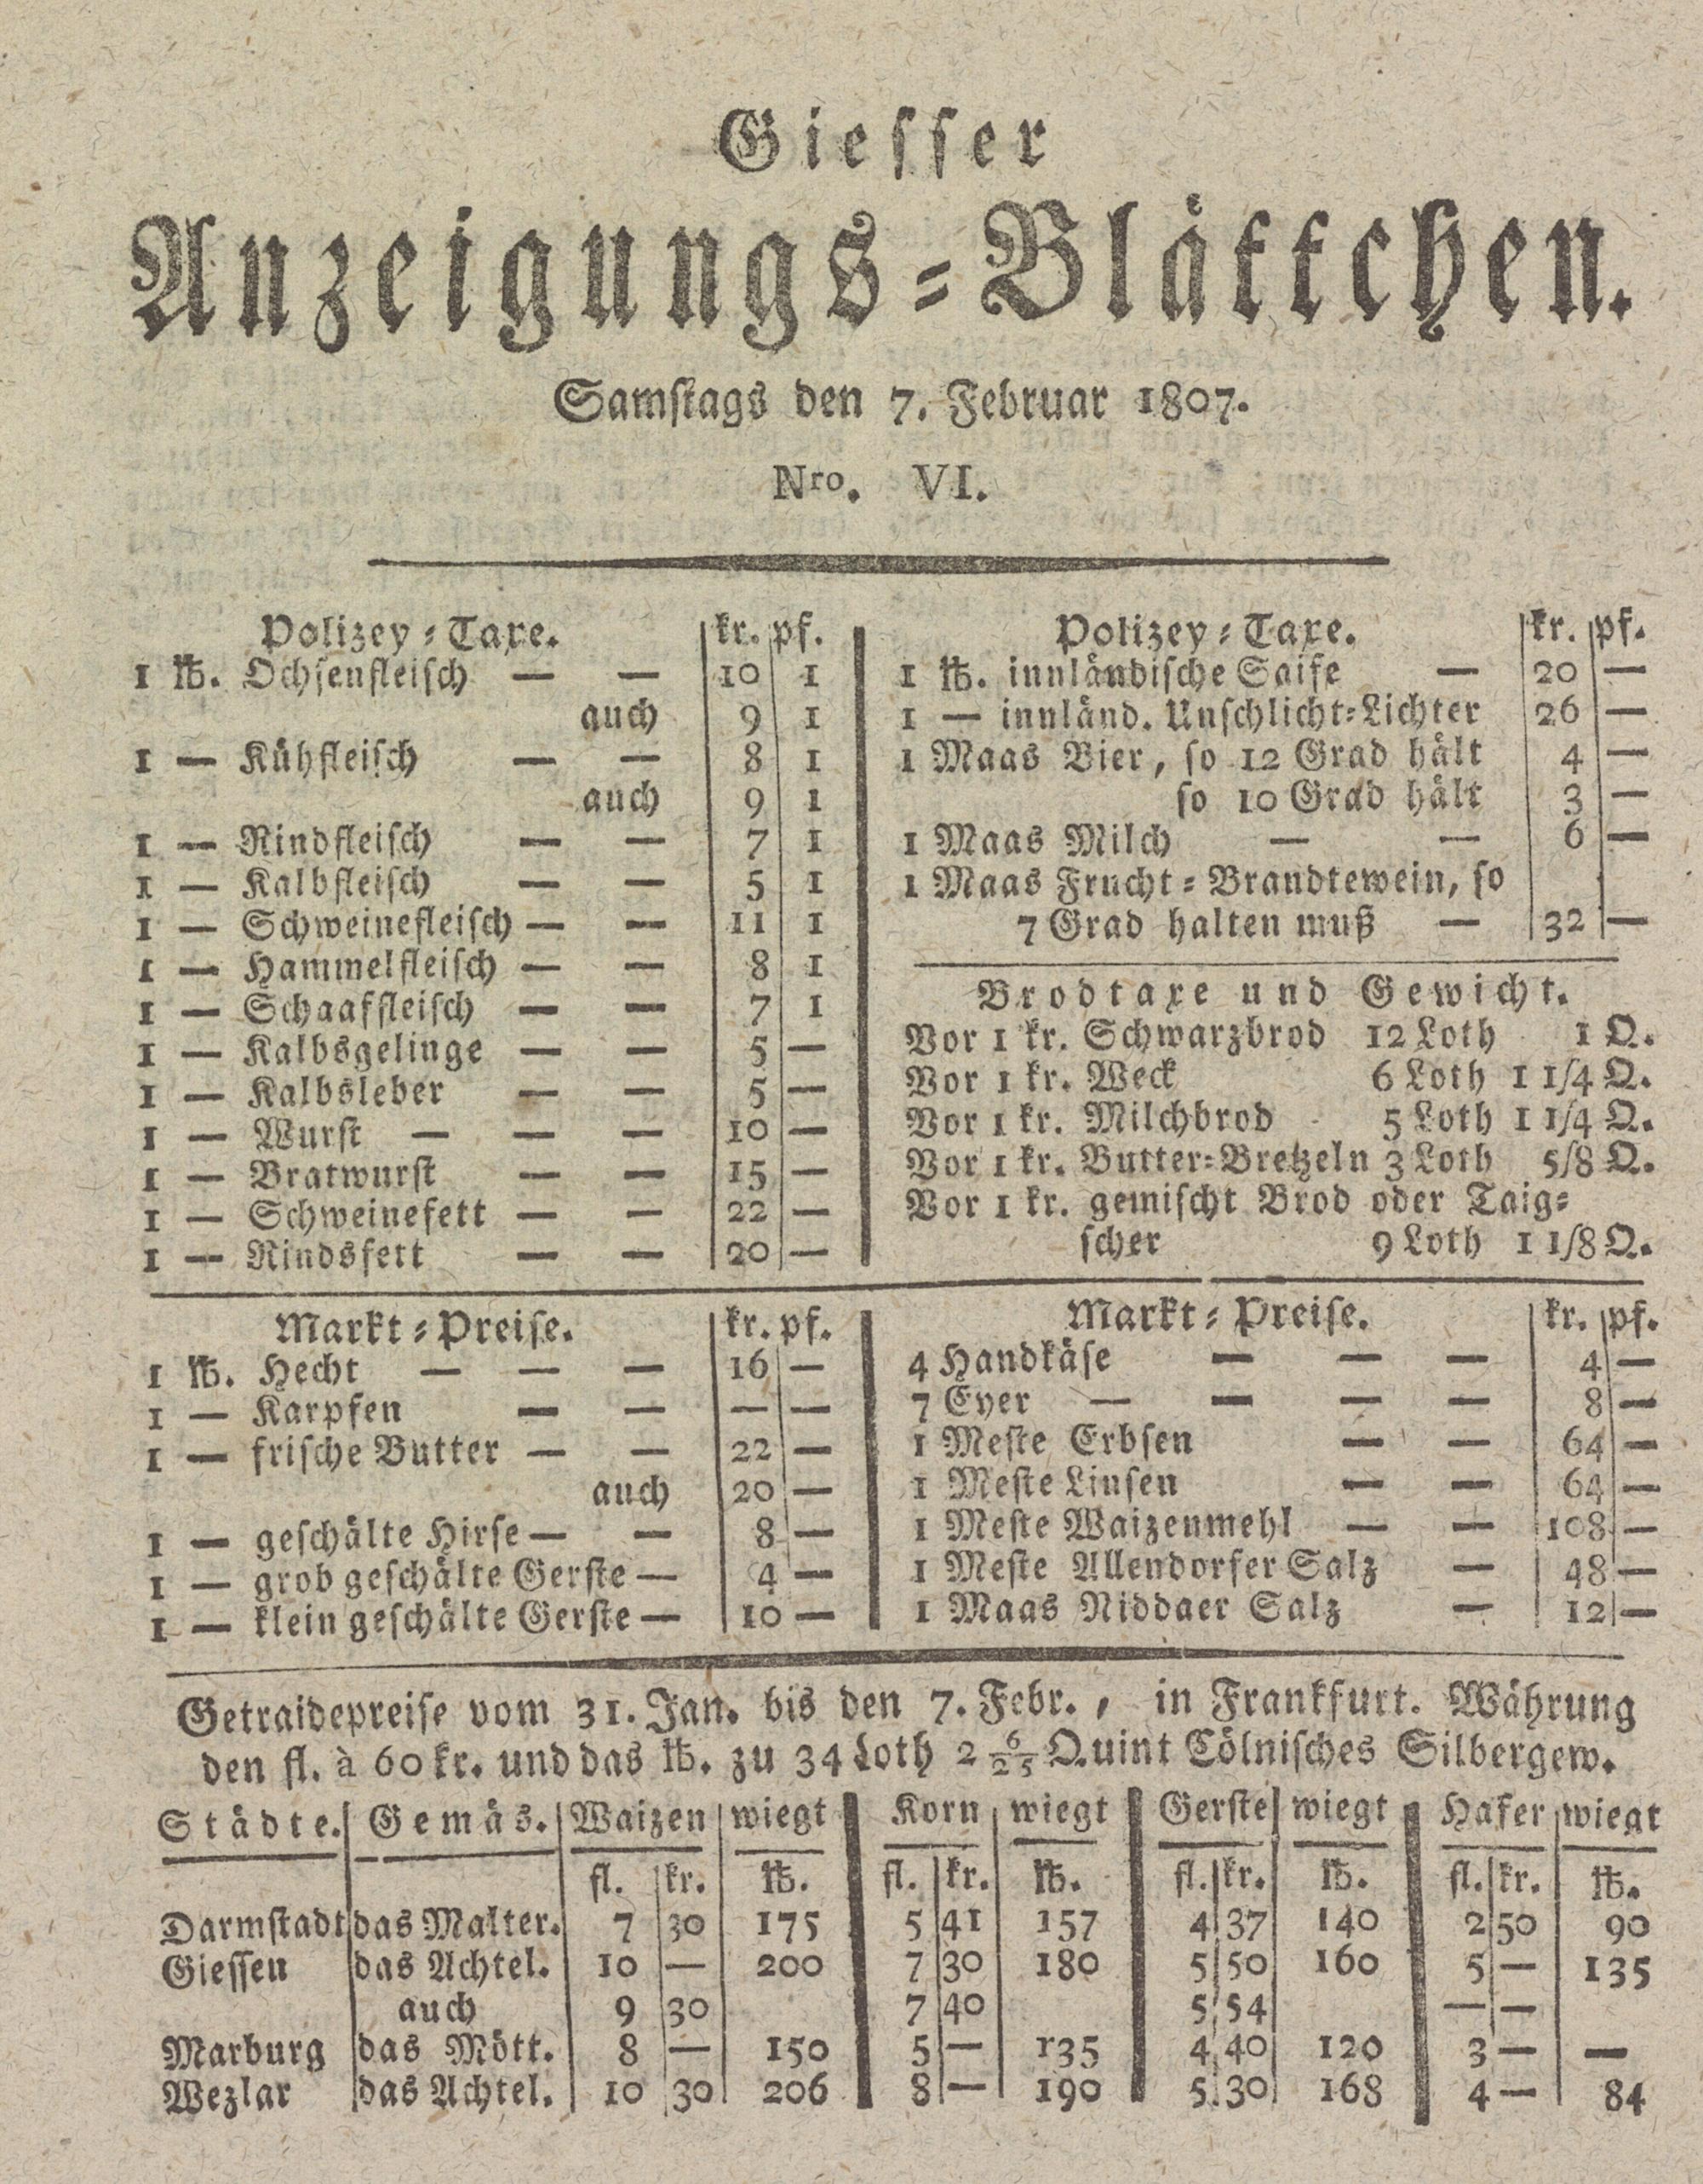 Giesser
Anzeigungs-Blättchen.
Samstags den 7. Februar 1807.
Nro. VI.
Polizey-Taxe. kr. pf.
1 ℔. Ochsenfleisch — — 10 1
auch 9 1
1 — Kühfleisch — — 8 1
auch 9 1
1 — Rindfleisch — — 7 1
1 — Kalbfleisch — — 5 1
1 — Schweinefleisch — — 11 1
1 — Hammelfleisch — — 8 1
1 — Schaaffleisch — — 7 1
1 — Kalbsgelinge — — 5 —
1 — Kalbsleber — — 5 —
1 — Wurst — — — 10 —
1 — Bratwurst — — 15 —
1 — Schweinefett — — 22 —
1 — Rindsfett — — 20 —
Polizey-Taxe. kr. pf.
1 ℔. innländische Saife — 20 —
1 — innländ. Unschlicht-Lichter 26 —
1 Maas Bier, so 12 Grad hält 4 —
so 10 Grad hält 3 —
1 Maas Milch — — 6 —
1 Maas Frucht-Brandtewein, so
7 Grad halten muß — 32 —
Brodtaxe und Gewicht.
Vor 1 kr. Schwarzbrod 12 Loth 1 Q.
Vor 1 kr. Weck 6 Loth 1 1/4 Q.
Vor 1 kr. Milchbrod 5 Loth 1 1/4 Q.
Vor 1 kr. Butter-Bretzeln 3 Loth 5/8 Q.
Vor 1 kr. gemischt Brod oder Taig-
scher 9 Loth 1 1/8 Q.
Markt-Preise. kr. pf.
1 ℔. Hecht — — — 16 —
1 — Karpfen — — — —
1 — frische Butter — — 22 —
auch 20 —
1 — geschälte Hirse — — 8 —
1 — grob geschälte Gerste — 4 —
1 — klein geschälte Gerste — 10 —
Markt-Preise. kr. pf.
4 Handkäse — — — 4 —
7 Eyer — — — — 8 —
1 Meste Erbsen — — 64 —
1 Meste Linsen — — 64 —
1 Meste Waizenmehl — — 108 —
1 Meste Allendorfer Salz — 48 —
1 Maas Niddaer Salz — 12 —
Getraidepreise vom 31. Jan. bis den 7. Febr., in Frankfurt. Währung
den fl. à 60 kr. und das ℔. zu 34 Loth 2 6/25 Quint Cölnisches Silbergew.
Städte. Gemäs. Waizen wiegt Korn wiegt Gerste wiegt Hafer wiegt
fl. kr. ℔. fl. kr. ℔. fl. kr. ℔. fl. kr. ℔.
Darmstadt das Malter. 7 30 175 5 41 157 4 37 140 2 50 90
Giessen das Achtel. 10 — 200 7 30 180 5 50 160 5 — 135
auch 9 30 7 40 5 54 — —
Marburg das Mött. 8 — 150 5 — 135 4 40 120 3 — —
Wezlar das Achtel. 10 30 206 8 — 190 5 30 168 4 — 84